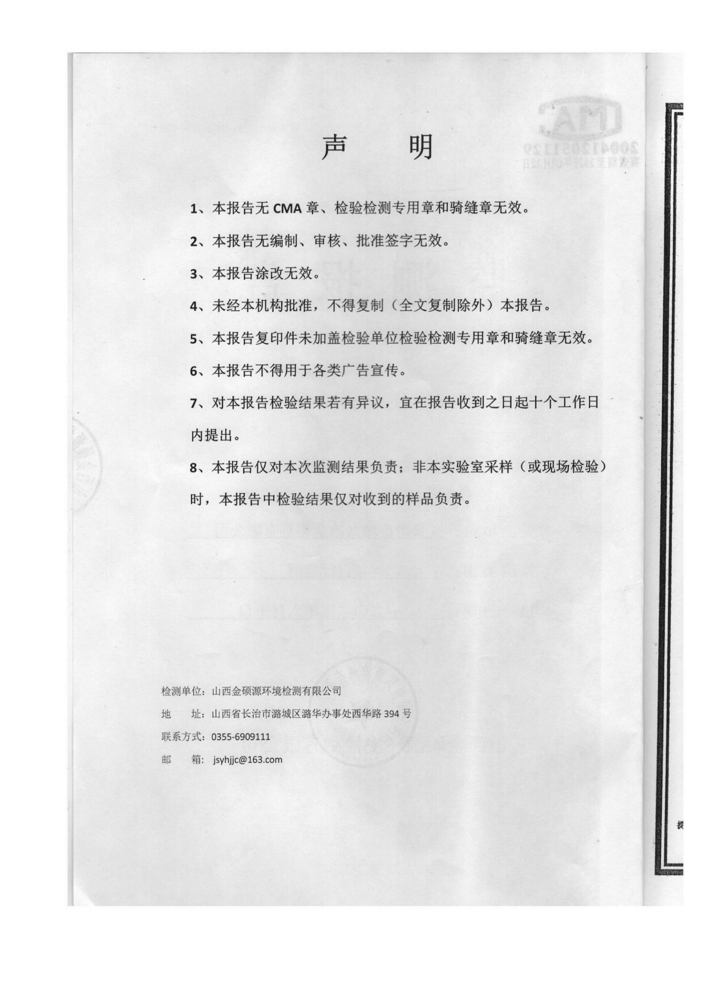 声 明
1、本报告无 CMA 章、检验检测专用章和骑缝章无效。
2、本报告无编制、审核、批准签字无效。
3、本报告涂改无效。
4、未经本机构批准，不得复制（全文复制除外）本报告。
5、本报告复印件未加盖检验单位检验检测专用章和骑缝章无效。
6、本报告不得用于各类广告宣传。
7、对本报告检验结果若有异议，宜在报告收到之日起十个工作日
内提出。
8、本报告仅对本次监测结果负责；非本实验室采样（或现场检验）
时，本报告中检验结果仅对收到的样品负责。
检测单位：山西金硕源环境检测有限公司
地 址：山西省长治市潞城区潞华办事处西华路 394 号
联系方式：0355-6909111
邮 箱: jsyhjjc@163.com